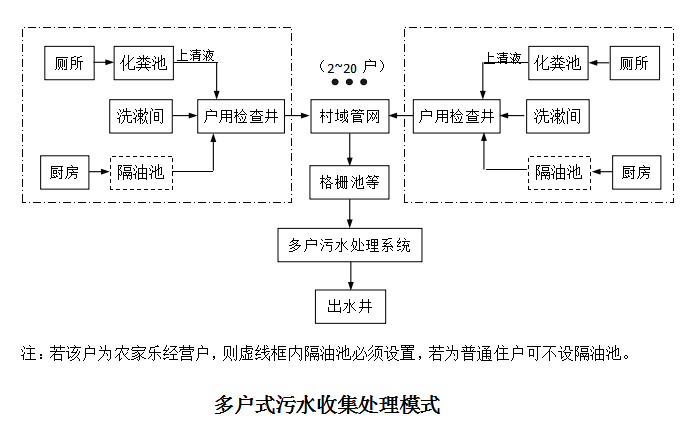 厕所
化粪池
上清液
（2~20 户）
上清液
化粪池
厕所
洗漱间
户用检查井
村域管网
户用检查井
洗漱间
厨房
隔油池
格栅池等
隔油池
厨房
多户污水处理系统
出水井
注：若该户为农家乐经营户，则虚线框内隔油池必须设置，若为普通住户可不设隔油池。
多户式污水收集处理模式